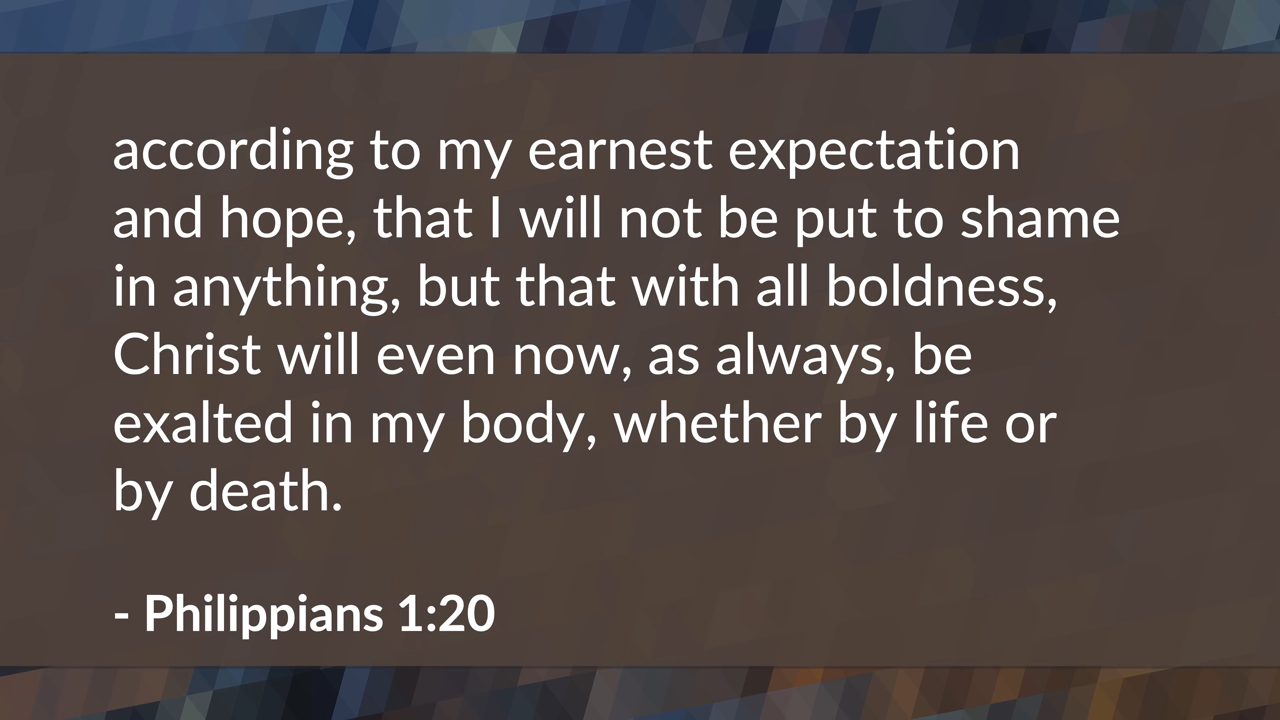 according to my earnest expectation
and hope, that I will not be put to shame
in anything, but that with all boldness,
Christ will even now, as always, be
exalted in my body, whether by life or
by death.
- Philippians 1:20